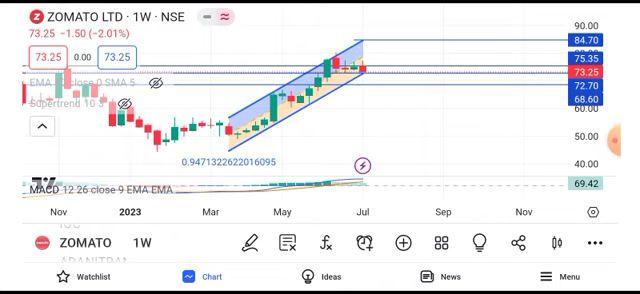 ZOMATO LTD · 1W · NSE
73.25 −1.50 (−2.01%)
73.25 0.00 73.25
EMA 5 close 0 SMA 5
Supertrend 10 3
90.00
84.70
75.35
73.25
72.70
68.60
60.00
50.00
40.00
0.9471322622016095
MACD 12 26 close 9 EMA EMA
69.42
Nov 2023 Mar May Jul Sep Nov
ZOMATO 1W
ADANITRAN
Watchlist Chart Ideas News Menu